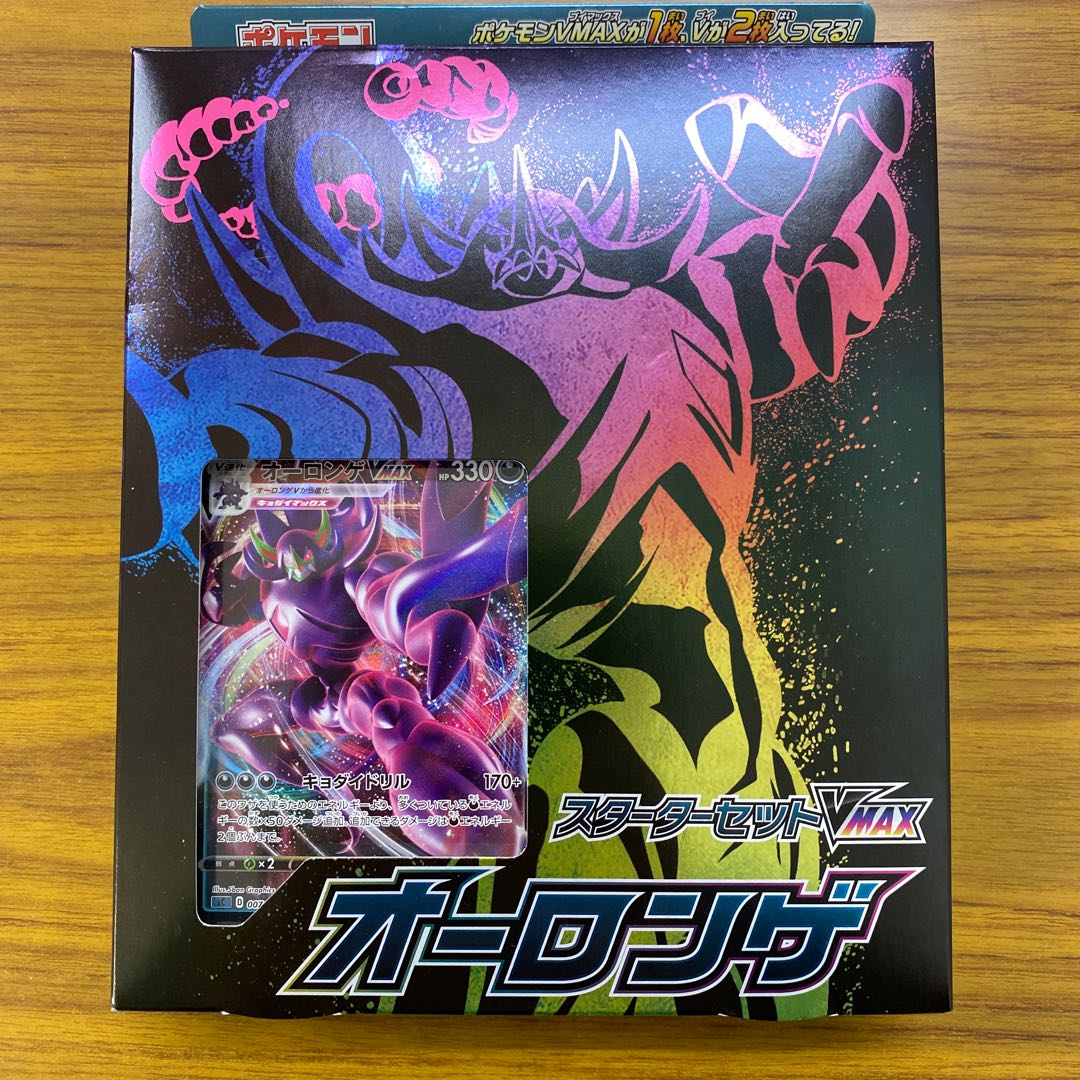 ポケモン
ポケモンVMAXが1枚、Vが2枚入ってる!
V進化
オーロンゲVMAX
HP330
オーロンゲVから進化
キョダイマックス
キョダイドリル 170+
このワザを使うためのエネルギーより、多くついているエネル
ギーの数×50ダメージ追加。追加できるダメージはエネルギー
2個ぶんまで。
弱点 ×2
Illus.5ban Graphics
D 007
スターターセットVMAX
オーロンゲ